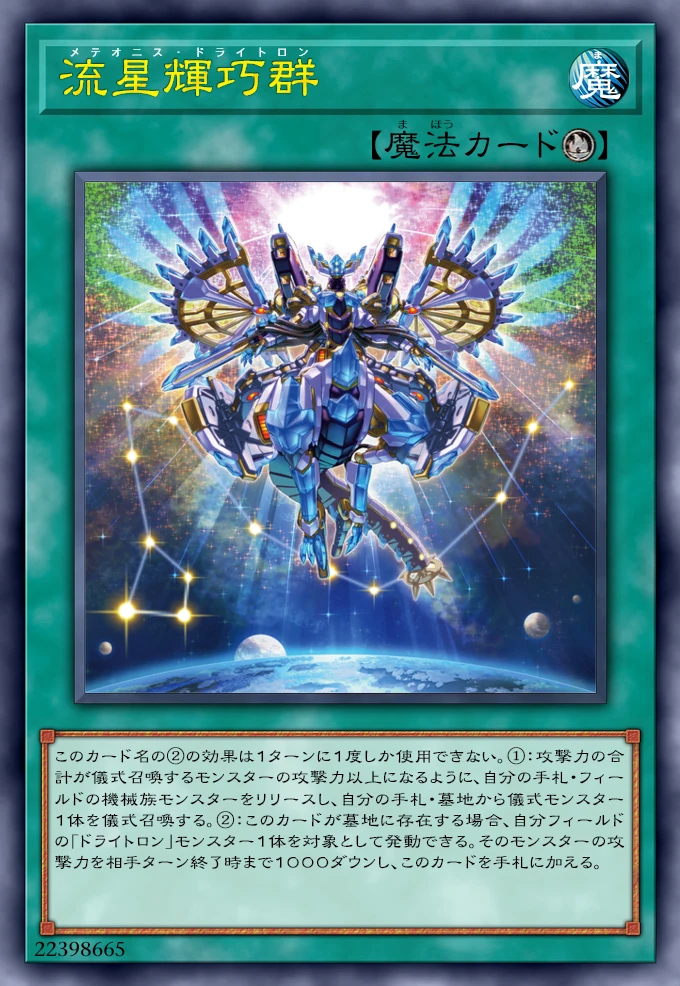 メテオニス・ドライトロン
流星輝巧群
ま
魔
ま ほう
【魔法カード】
このカード名の②の効果は1ターンに1度しか使用できない。①：攻撃力の合
計が儀式召喚するモンスターの攻撃力以上になるように、自分の手札・フィー
ルドの機械族モンスターをリリースし、自分の手札・墓地から儀式モンスター
1体を儀式召喚する。②：このカードが墓地に存在する場合、自分フィールド
の「ドライトロン」モンスター1体を対象として発動できる。そのモンスターの攻
撃力を相手ターン終了時まで1000ダウンし、このカードを手札に加える。
22398665